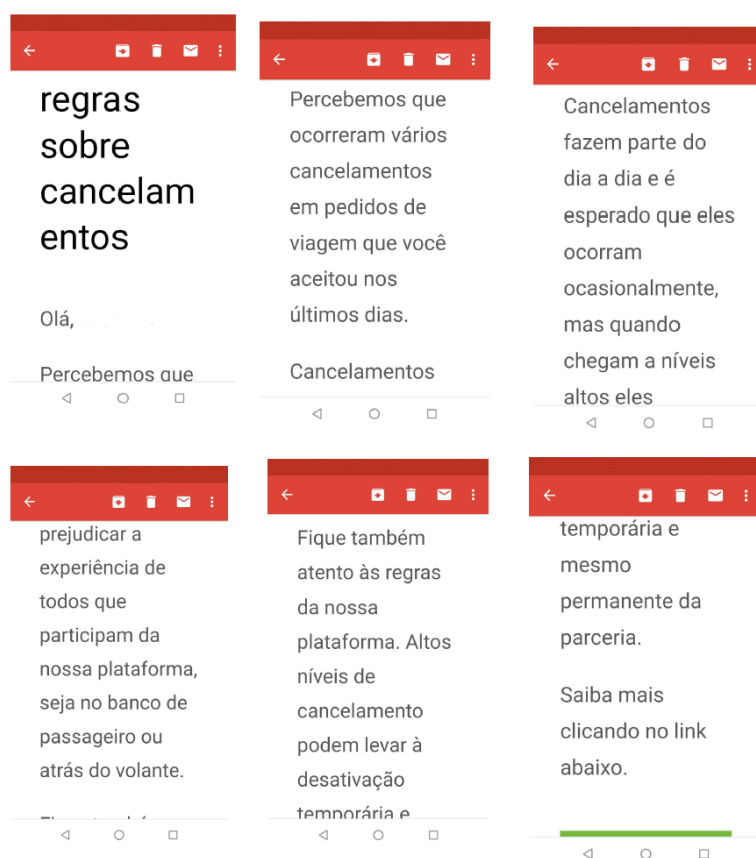 regras
sobre
cancelam
entos
Olá,
Percebemos que
Percebemos que
ocorreram vários
cancelamentos
em pedidos de
viagem que você
aceitou nos
últimos dias.
Cancelamentos
Cancelamentos
fazem parte do
dia a dia e é
esperado que eles
ocorram
ocasionalmente,
mas quando
chegam a níveis
altos eles
prejudicar a
experiência de
todos que
participam da
nossa plataforma,
seja no banco de
passageiro ou
atrás do volante.
Fique também
atento às regras
da nossa
plataforma. Altos
níveis de
cancelamento
podem levar à
desativação
temporária e
temporária e
mesmo
permanente da
parceria.
Saiba mais
clicando no link
abaixo.